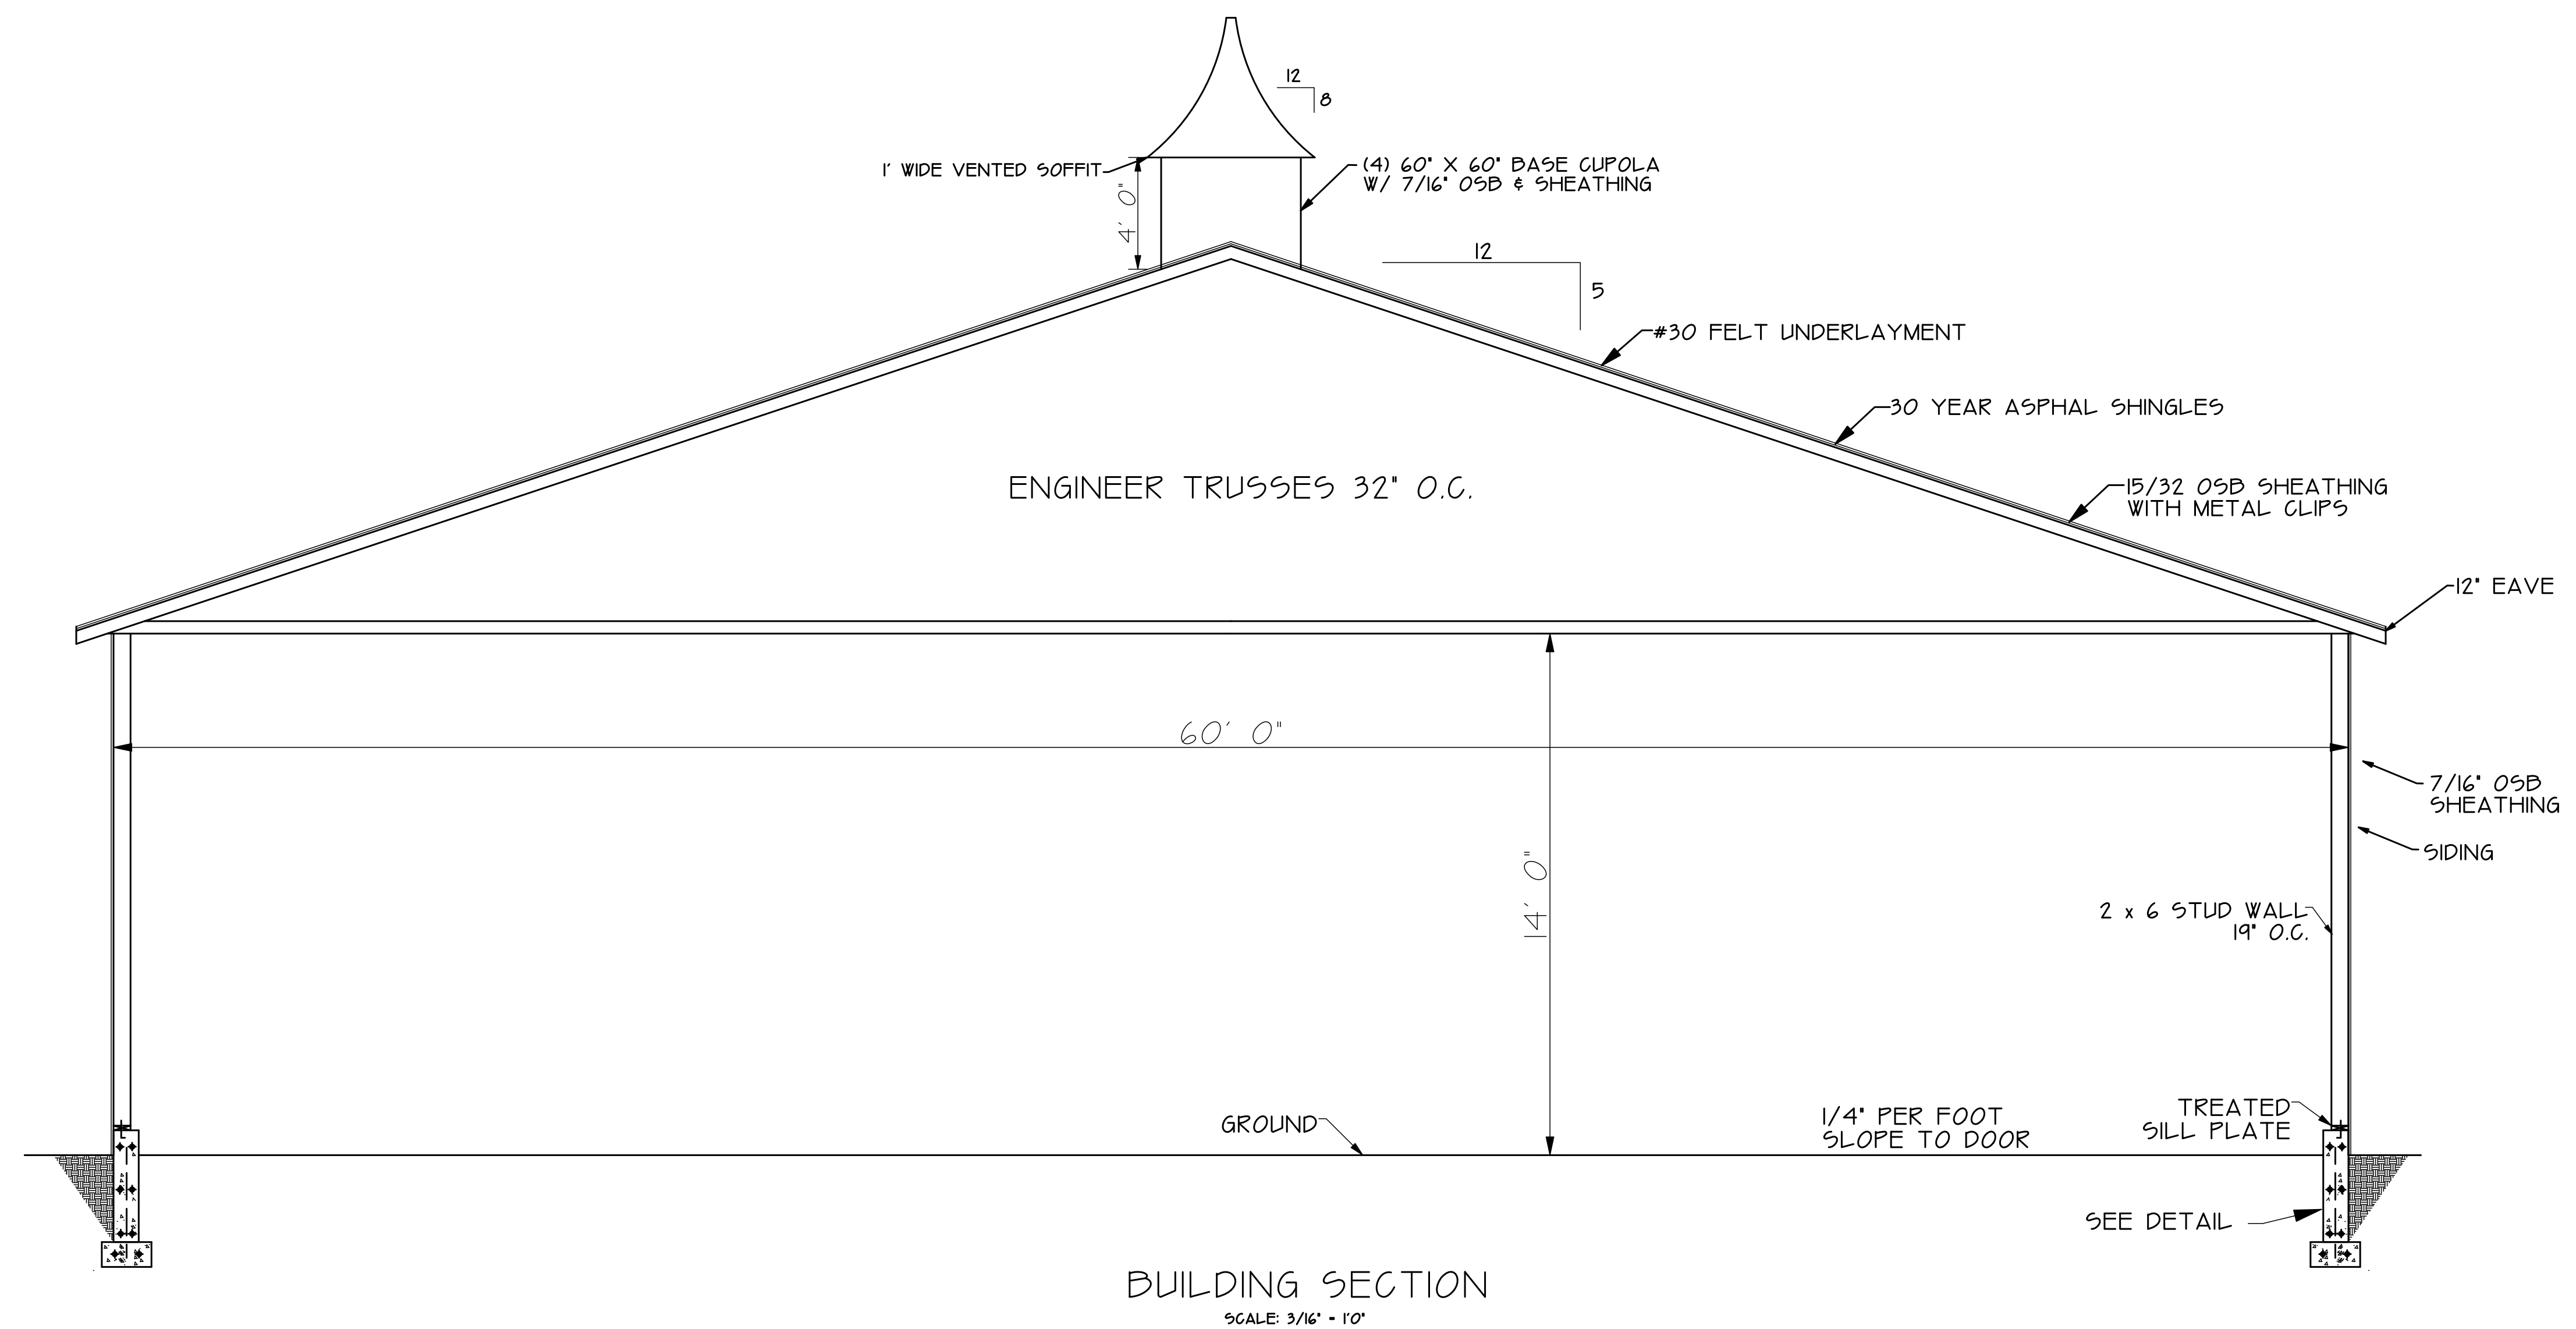 12
8
1' WIDE VENTED SOFFIT
(4) 60" X 60" BASE CUPOLA
W/ 7/16" OSB & SHEATHING
4' 0"
12
5
#30 FELT UNDERLAYMENT
30 YEAR ASPHAL SHINGLES
ENGINEER TRUSSES 32" O.C.
15/32 OSB SHEATHING
WITH METAL CLIPS
12" EAVE
60' 0"
7/16" OSB
SHEATHING
14' 0"
SIDING
2 x 6 STUD WALL
19" O.C.
GROUND
1/4" PER FOOT
SLOPE TO DOOR
TREATED
SILL PLATE
SEE DETAIL
BUILDING SECTION
SCALE: 3/16" = 1'0"